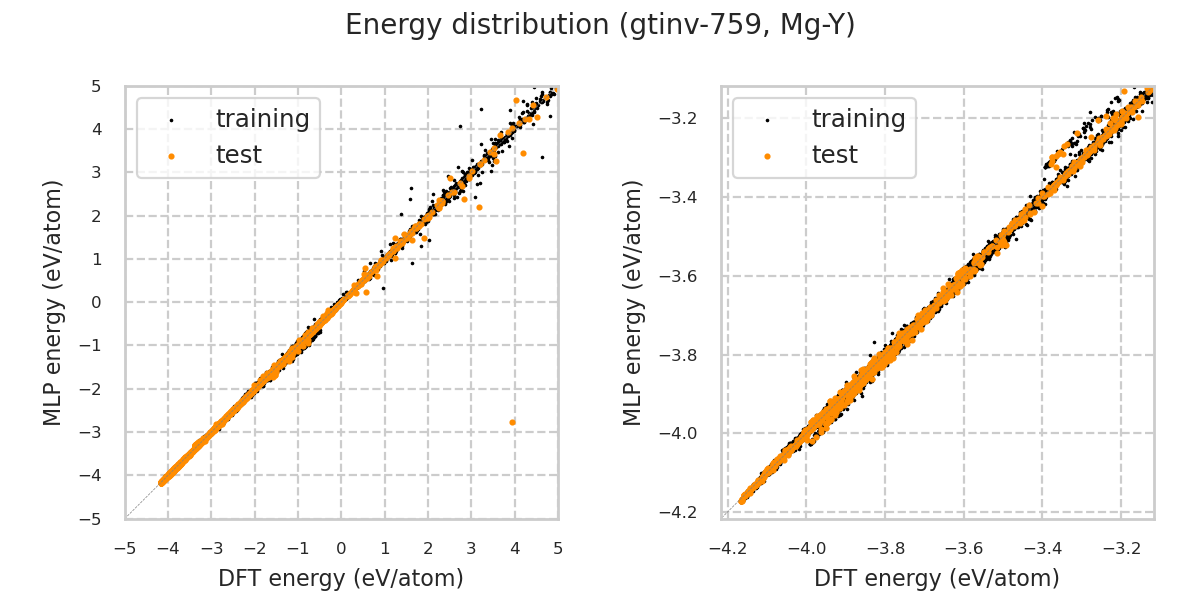 Energy distribution (gtinv-759, Mg-Y)
MLP energy (eV/atom)
5
4
3
2
1
0
−1
−2
−3
−4
−5
training
test
−5 −4 −3 −2 −1 0 1 2 3 4 5
DFT energy (eV/atom)
MLP energy (eV/atom)
−3.2
−3.4
−3.6
−3.8
−4.0
−4.2
training
test
−4.2 −4.0 −3.8 −3.6 −3.4 −3.2
DFT energy (eV/atom)